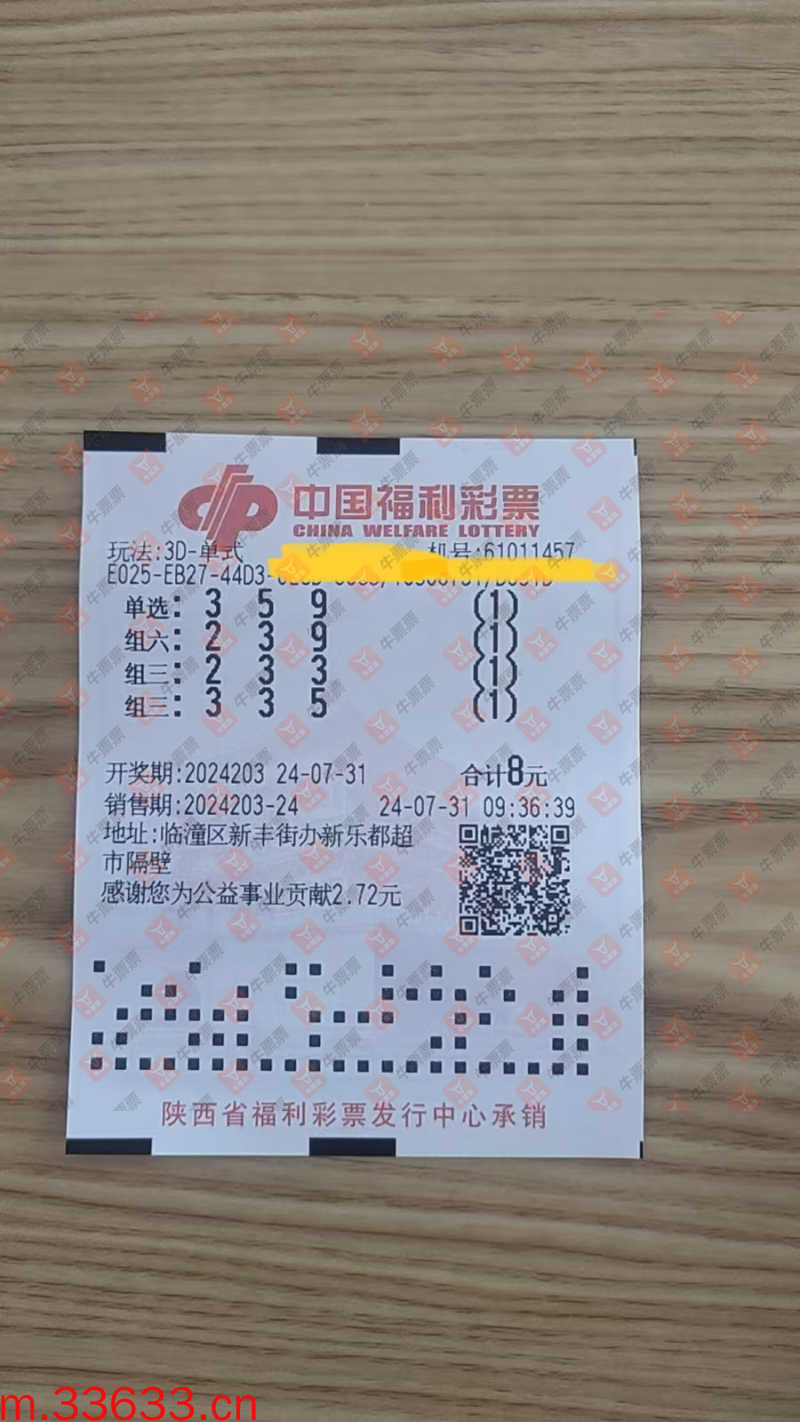 中国福利彩票
CHINA WELFARE LOTTERY
玩法:3D-单式 机号:61011457
E025-EB27-44D3-
单选: 3 5 9 (1)
组六: 2 3 9 (1)
组三: 2 3 3 (1)
组三: 3 3 5 (1)
开奖期:2024203 24-07-31 合计8元
销售期:2024203-24 24-07-31 09:36:39
地址:临潼区新丰街办新乐都超
市隔壁
感谢您为公益事业贡献2.72元
陕西省福利彩票发行中心承销
牛票票
m.33633.cn